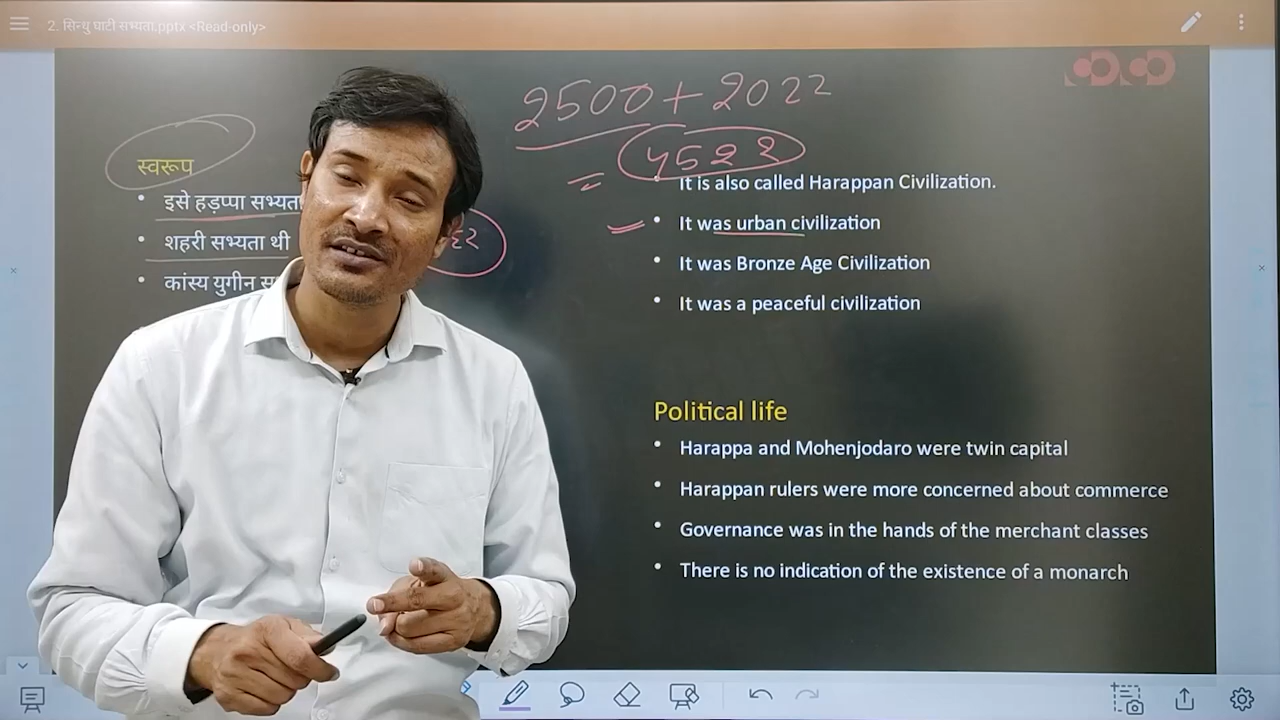 2. सिन्धु घाटी सभ्यता.pptx <Read-only>
2500+2022
4522
स्वरूप
इसे हड़प्पा सभ्यता
शहरी सभ्यता थी
कांस्य युगीन
It is also called Harappan Civilization.
It was urban civilization
It was Bronze Age Civilization
It was a peaceful civilization
Political life
Harappa and Mohenjodaro were twin capital
Harappan rulers were more concerned about commerce
Governance was in the hands of the merchant classes
There is no indication of the existence of a monarch